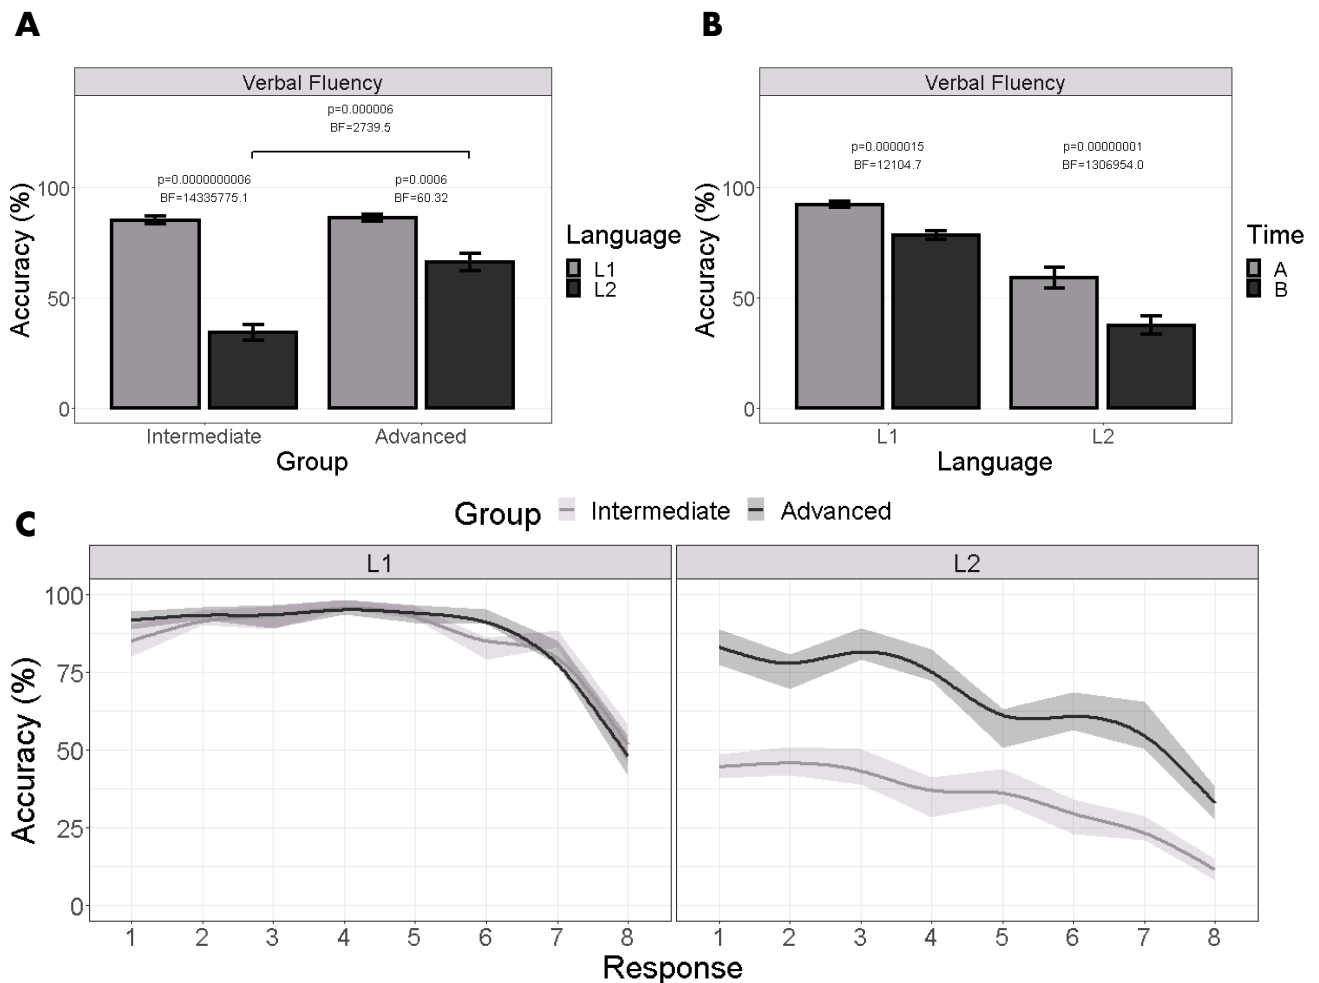 A
Verbal Fluency
p=0.000006
BF=2739.5
p=0.0000000006
BF=14335775.1
p=0.0006
BF=60.32
Accuracy (%)
100
50
0
Intermediate
Advanced
Group
Language
L1
L2
B
Verbal Fluency
p=0.0000015
BF=12104.7
p=0.00000001
BF=1306954.0
Accuracy (%)
100
50
0
L1
L2
Language
Time
A
B
C
Group Intermediate Advanced
L1
L2
Accuracy (%)
100
75
50
25
0
1 2 3 4 5 6 7 8
1 2 3 4 5 6 7 8
Response